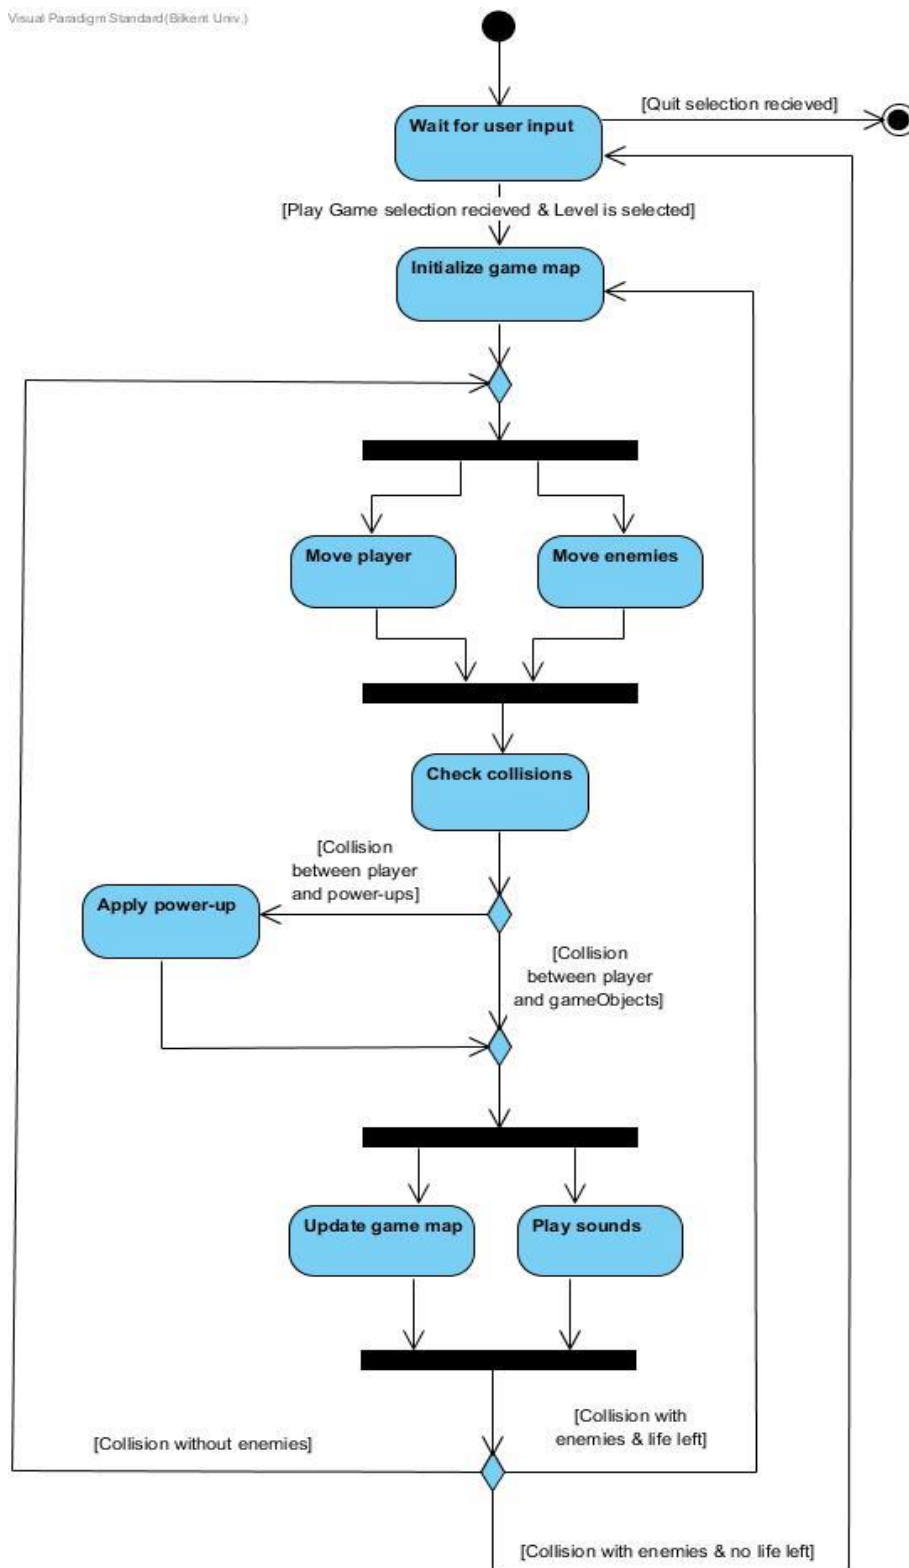 Visual Paradigm Standard(Bilkent Univ.)
[Quit selection recieved]
Wait for user input
[Play Game selection recieved & Level is selected]
Initialize game map
Move player
Move enemies
Check collisions
[Collision
between player
and power-ups]
Apply power-up
[Collision
between player
and gameObjects]
Update game map
Play sounds
[Collision with
enemies & life left]
[Collision without enemies]
[Collision with enemies & no life left]